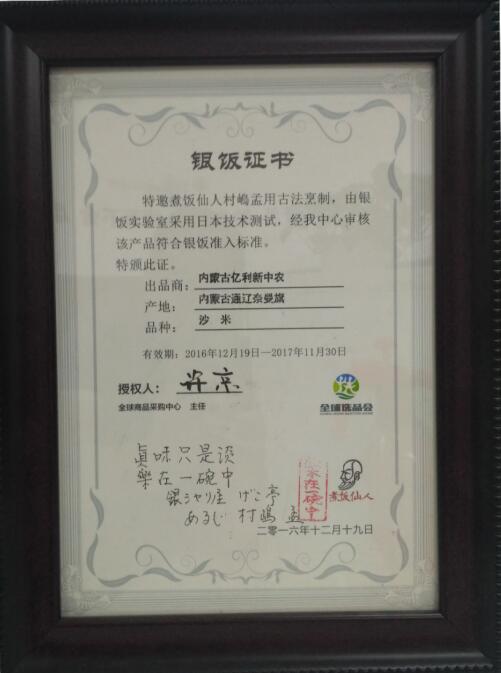 银饭证书
特邀煮饭仙人村嶋孟用古法烹制，由银
饭实验室采用日本技术测试，经我中心审核
该产品符合银饭准入标准。
特颁此证。
出品商：内蒙古亿利新中农
产地：内蒙古通辽奈曼旗
品种：沙 米
有效期：2016年12月19日—2017年11月30日
授权人：
全球商品采购中心 主任
全球选品会
眞味只是淡
樂在一碗中
銀シャリ屋 げこ亭
あるじ 村嶋 孟
樂在一碗中
煮饭仙人
二零一六年十二月十九日